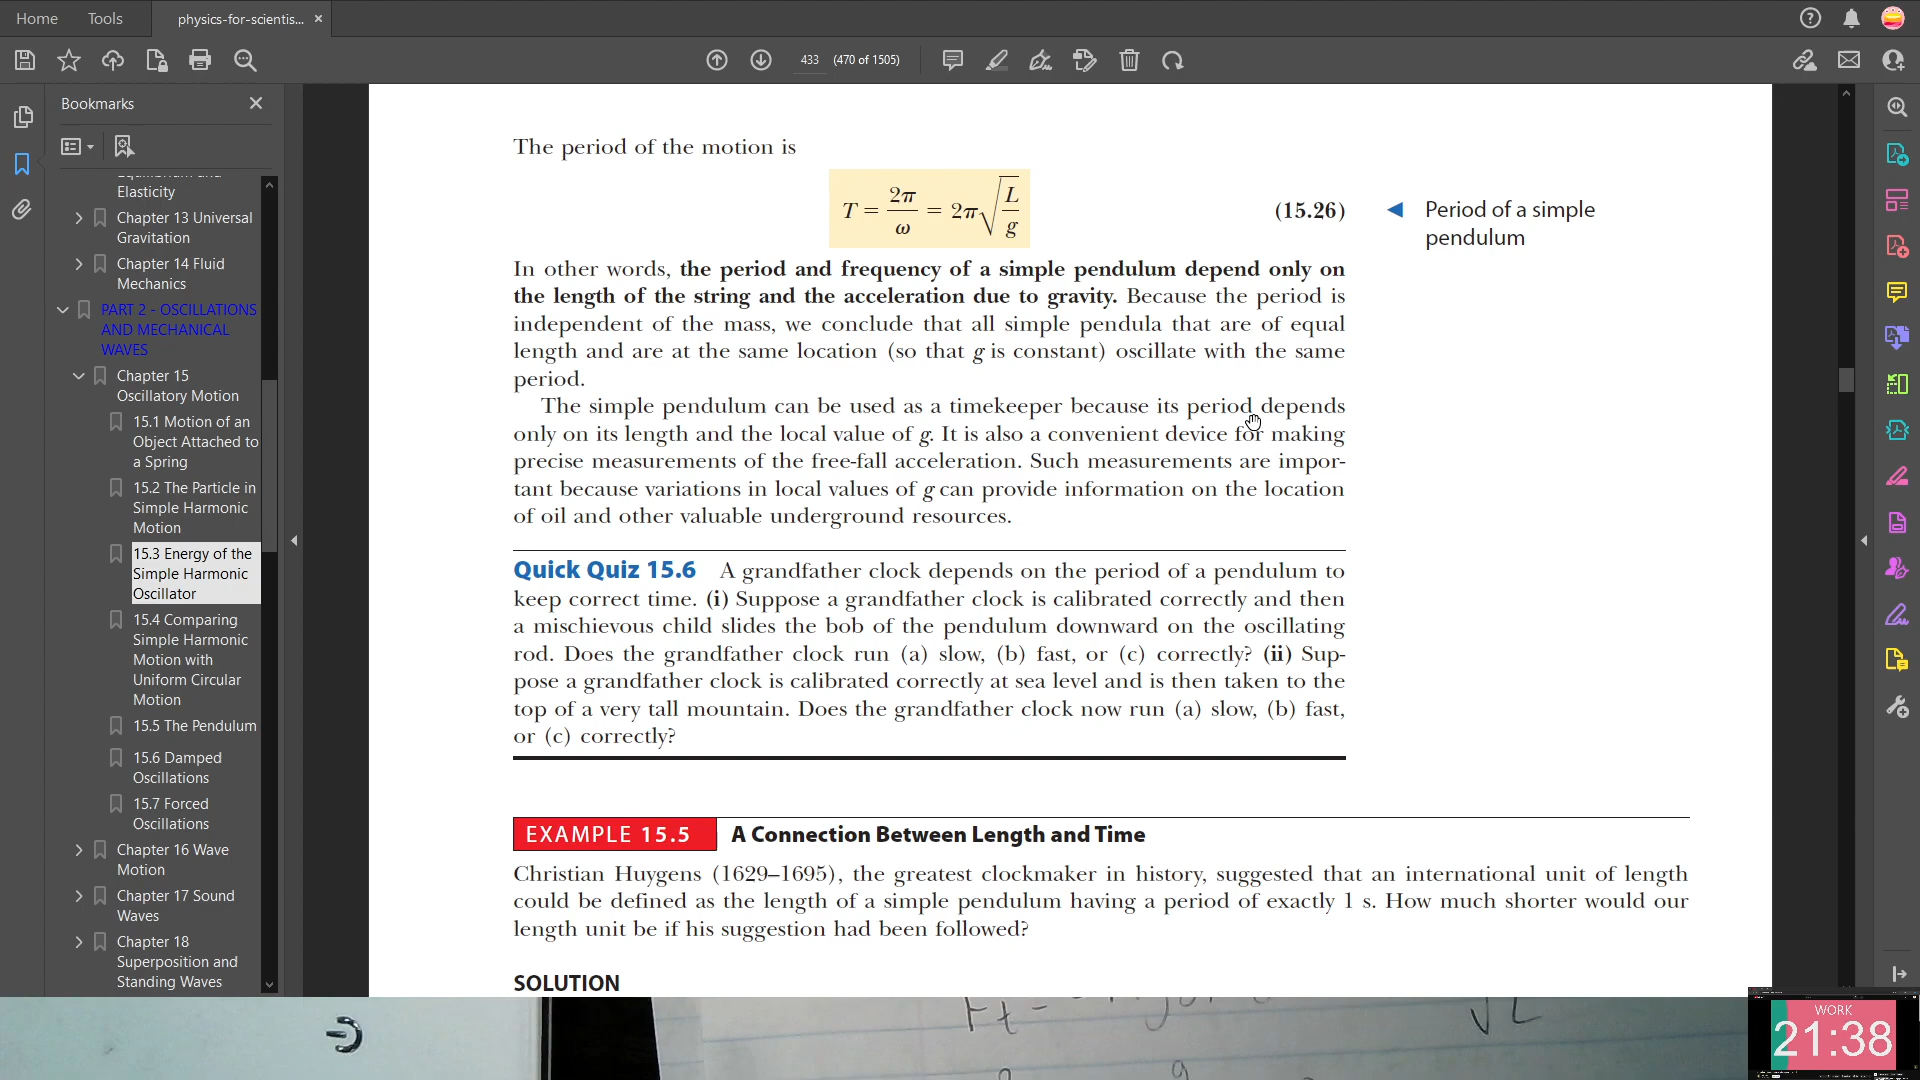 Home
Tools
physics-for-scientis...
433
(470 of 1505)
Bookmarks
Elasticity
Chapter 13 Universal
Gravitation
Chapter 14 Fluid
Mechanics
PART 2 - OSCILLATIONS
AND MECHANICAL
WAVES
Chapter 15
Oscillatory Motion
15.1 Motion of an
Object Attached to
a Spring
15.2 The Particle in
Simple Harmonic
Motion
15.3 Energy of the
Simple Harmonic
Oscillator
15.4 Comparing
Simple Harmonic
Motion with
Uniform Circular
Motion
15.5 The Pendulum
15.6 Damped
Oscillations
15.7 Forced
Oscillations
Chapter 16 Wave
Motion
Chapter 17 Sound
Waves
Chapter 18
Superposition and
Standing Waves
The period of the motion is
T = 2π/ω = 2π√(L/g) (15.26)
Period of a simple
pendulum
In other words, the period and frequency of a simple pendulum depend only on
the length of the string and the acceleration due to gravity. Because the period is
independent of the mass, we conclude that all simple pendula that are of equal
length and are at the same location (so that g is constant) oscillate with the same
period.
The simple pendulum can be used as a timekeeper because its period depends
only on its length and the local value of g. It is also a convenient device for making
precise measurements of the free-fall acceleration. Such measurements are impor-
tant because variations in local values of g can provide information on the location
of oil and other valuable underground resources.
Quick Quiz 15.6 A grandfather clock depends on the period of a pendulum to
keep correct time. (i) Suppose a grandfather clock is calibrated correctly and then
a mischievous child slides the bob of the pendulum downward on the oscillating
rod. Does the grandfather clock run (a) slow, (b) fast, or (c) correctly? (ii) Sup-
pose a grandfather clock is calibrated correctly at sea level and is then taken to the
top of a very tall mountain. Does the grandfather clock now run (a) slow, (b) fast,
or (c) correctly?
EXAMPLE 15.5 A Connection Between Length and Time
Christian Huygens (1629–1695), the greatest clockmaker in history, suggested that an international unit of length
could be defined as the length of a simple pendulum having a period of exactly 1 s. How much shorter would our
length unit be if his suggestion had been followed?
SOLUTION
WORK
21:38